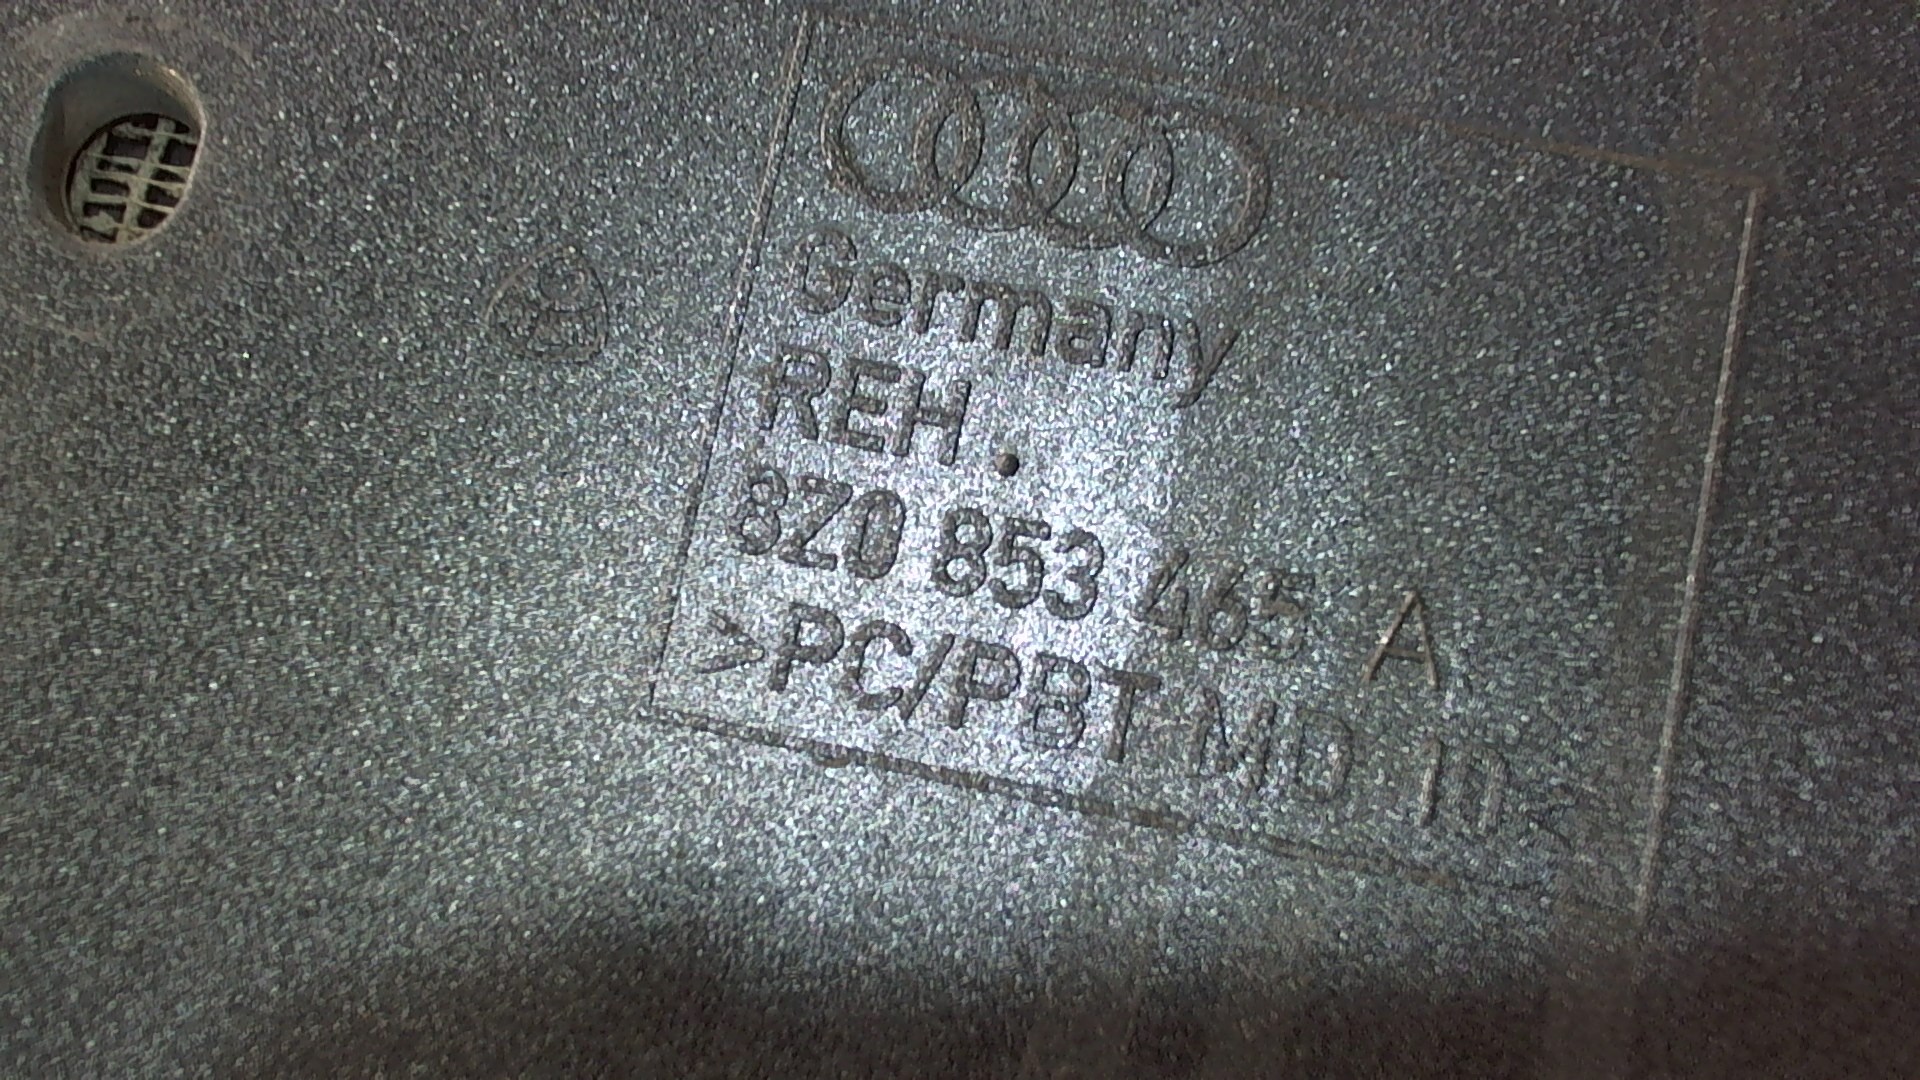 Germany
REH.
8Z0 853 465 A
>PC/PBT MD 10<